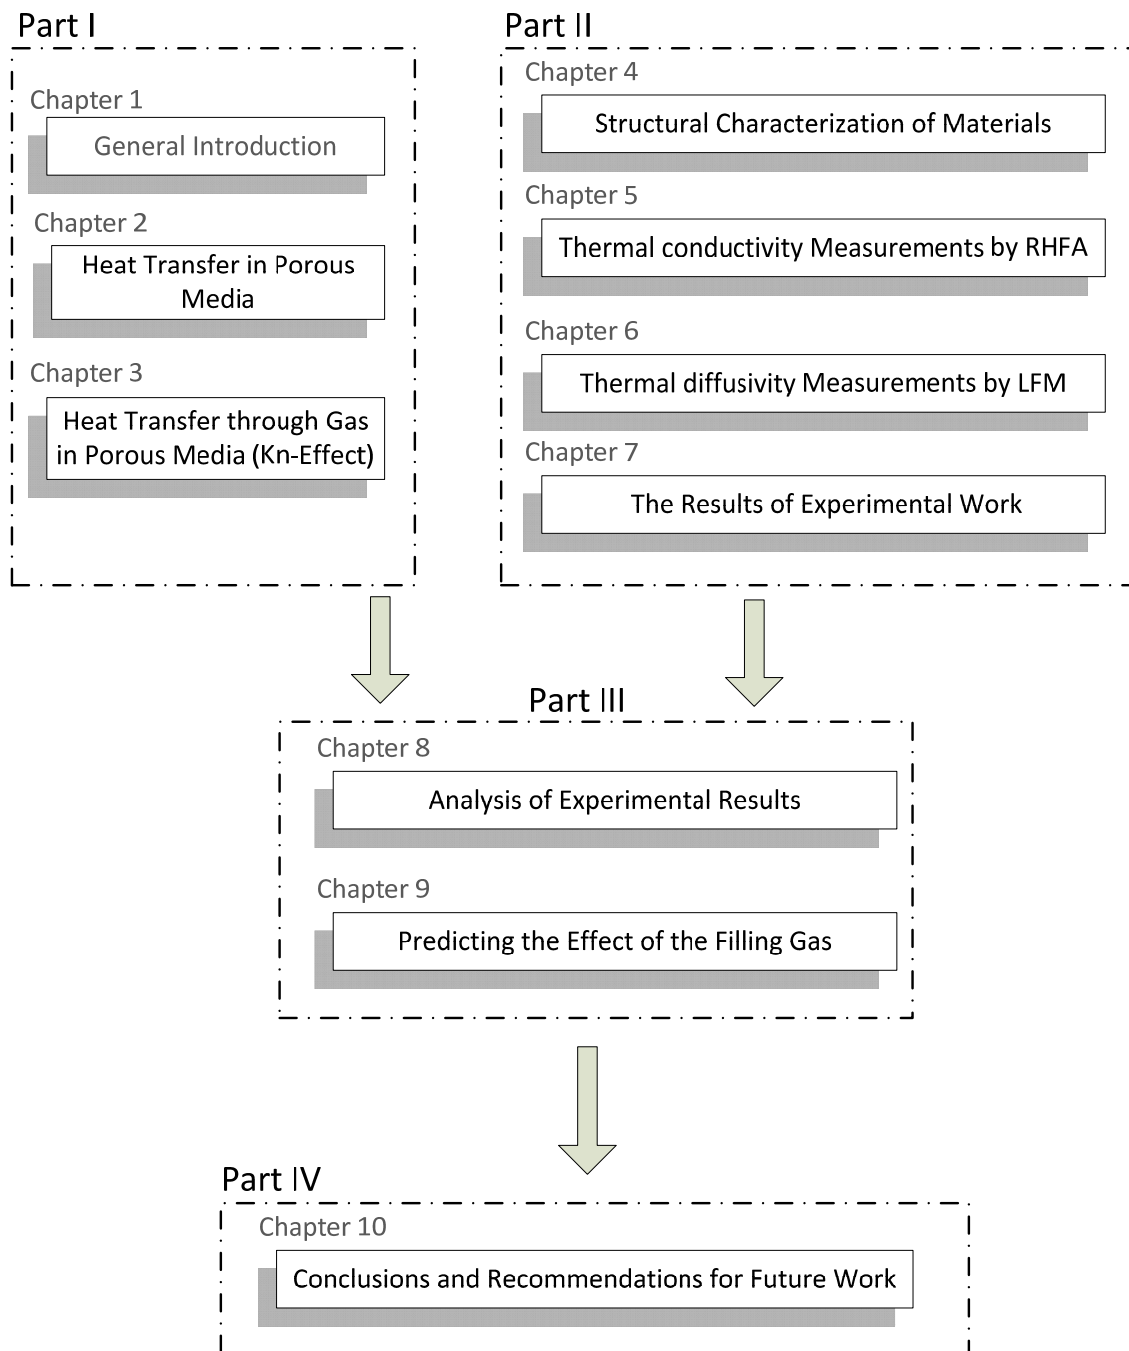 Part I
Chapter 1
General Introduction
Chapter 2
Heat Transfer in Porous
Media
Chapter 3
Heat Transfer through Gas
in Porous Media (Kn-Effect)
Part II
Chapter 4
Structural Characterization of Materials
Chapter 5
Thermal conductivity Measurements by RHFA
Chapter 6
Thermal diffusivity Measurements by LFM
Chapter 7
The Results of Experimental Work
Part III
Chapter 8
Analysis of Experimental Results
Chapter 9
Predicting the Effect of the Filling Gas
Part IV
Chapter 10
Conclusions and Recommendations for Future Work